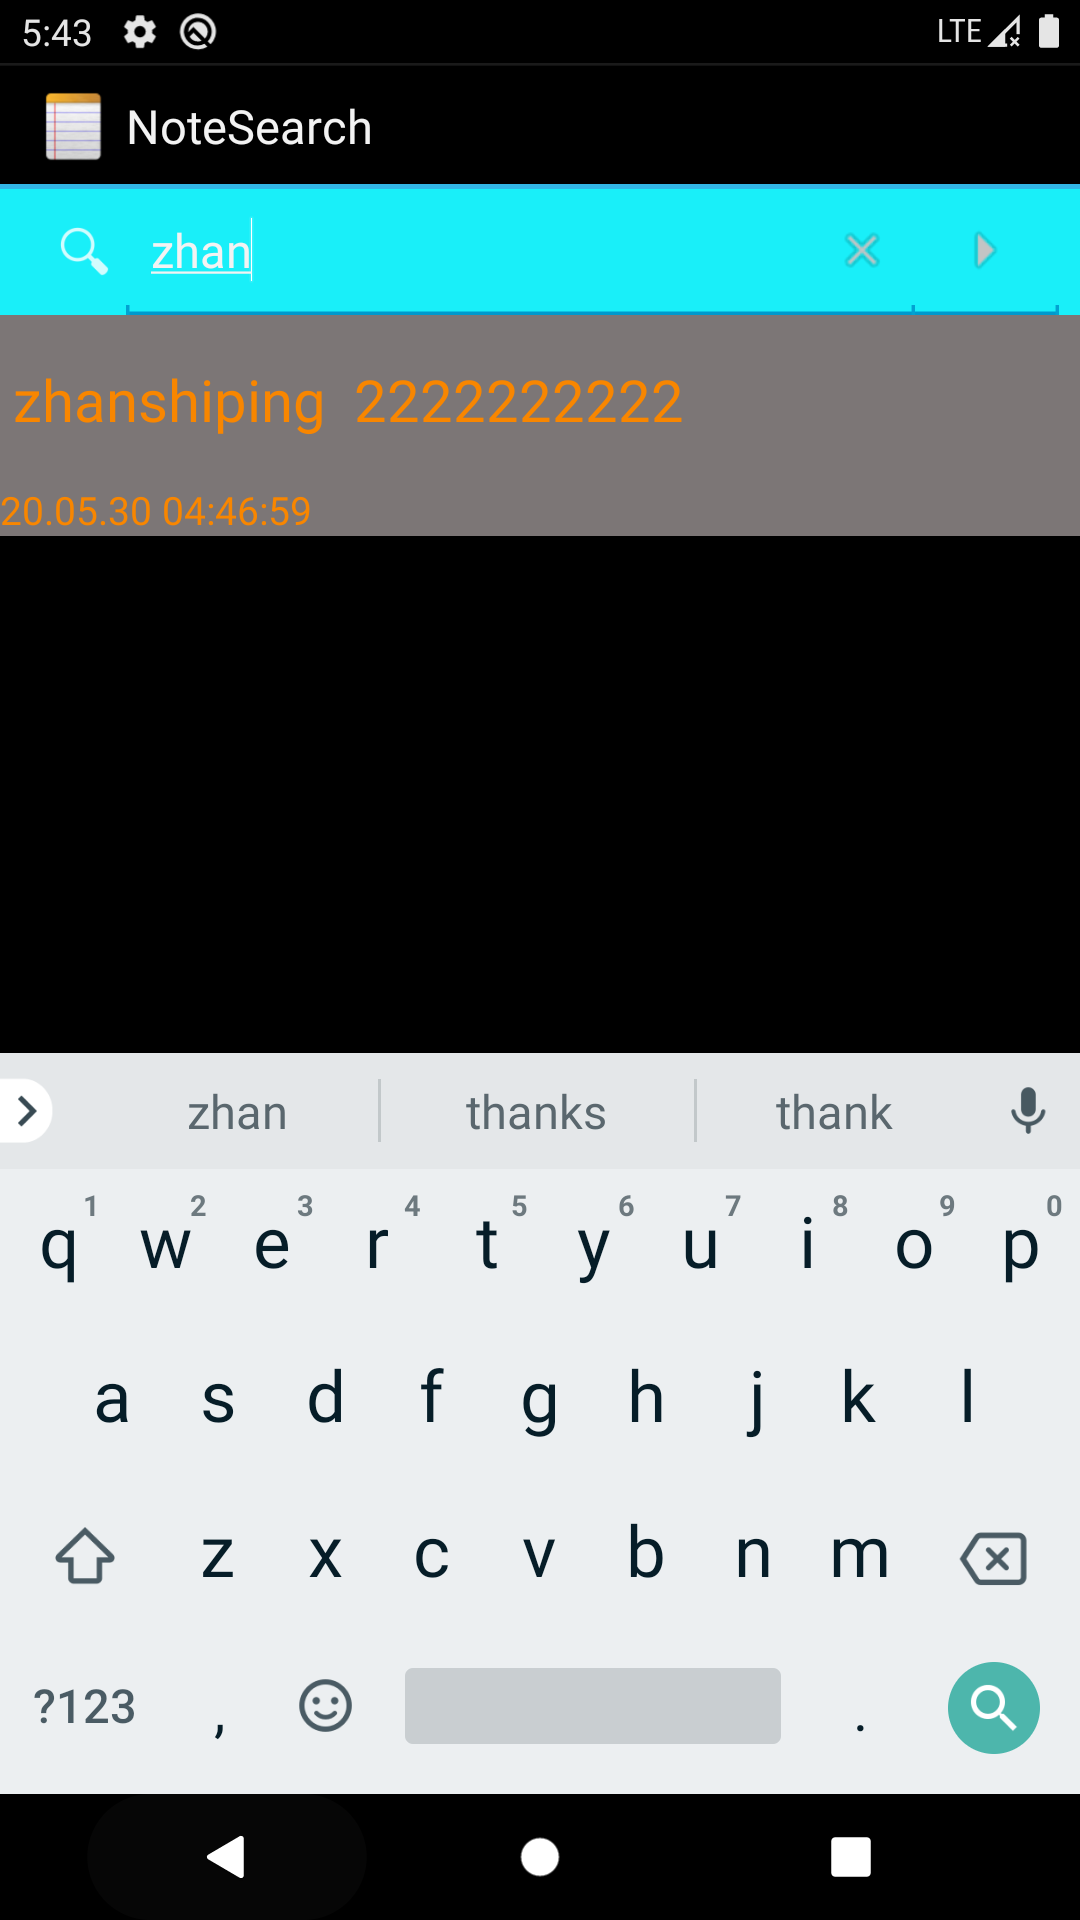 5:43 LTE
NoteSearch
zhan
zhanshiping 2222222222
20.05.30 04:46:59
zhan thanks thank
1 2 3 4 5 6 7 8 9 0
q w e r t y u i o p
a s d f g h j k l
z x c v b n m
?123 , .